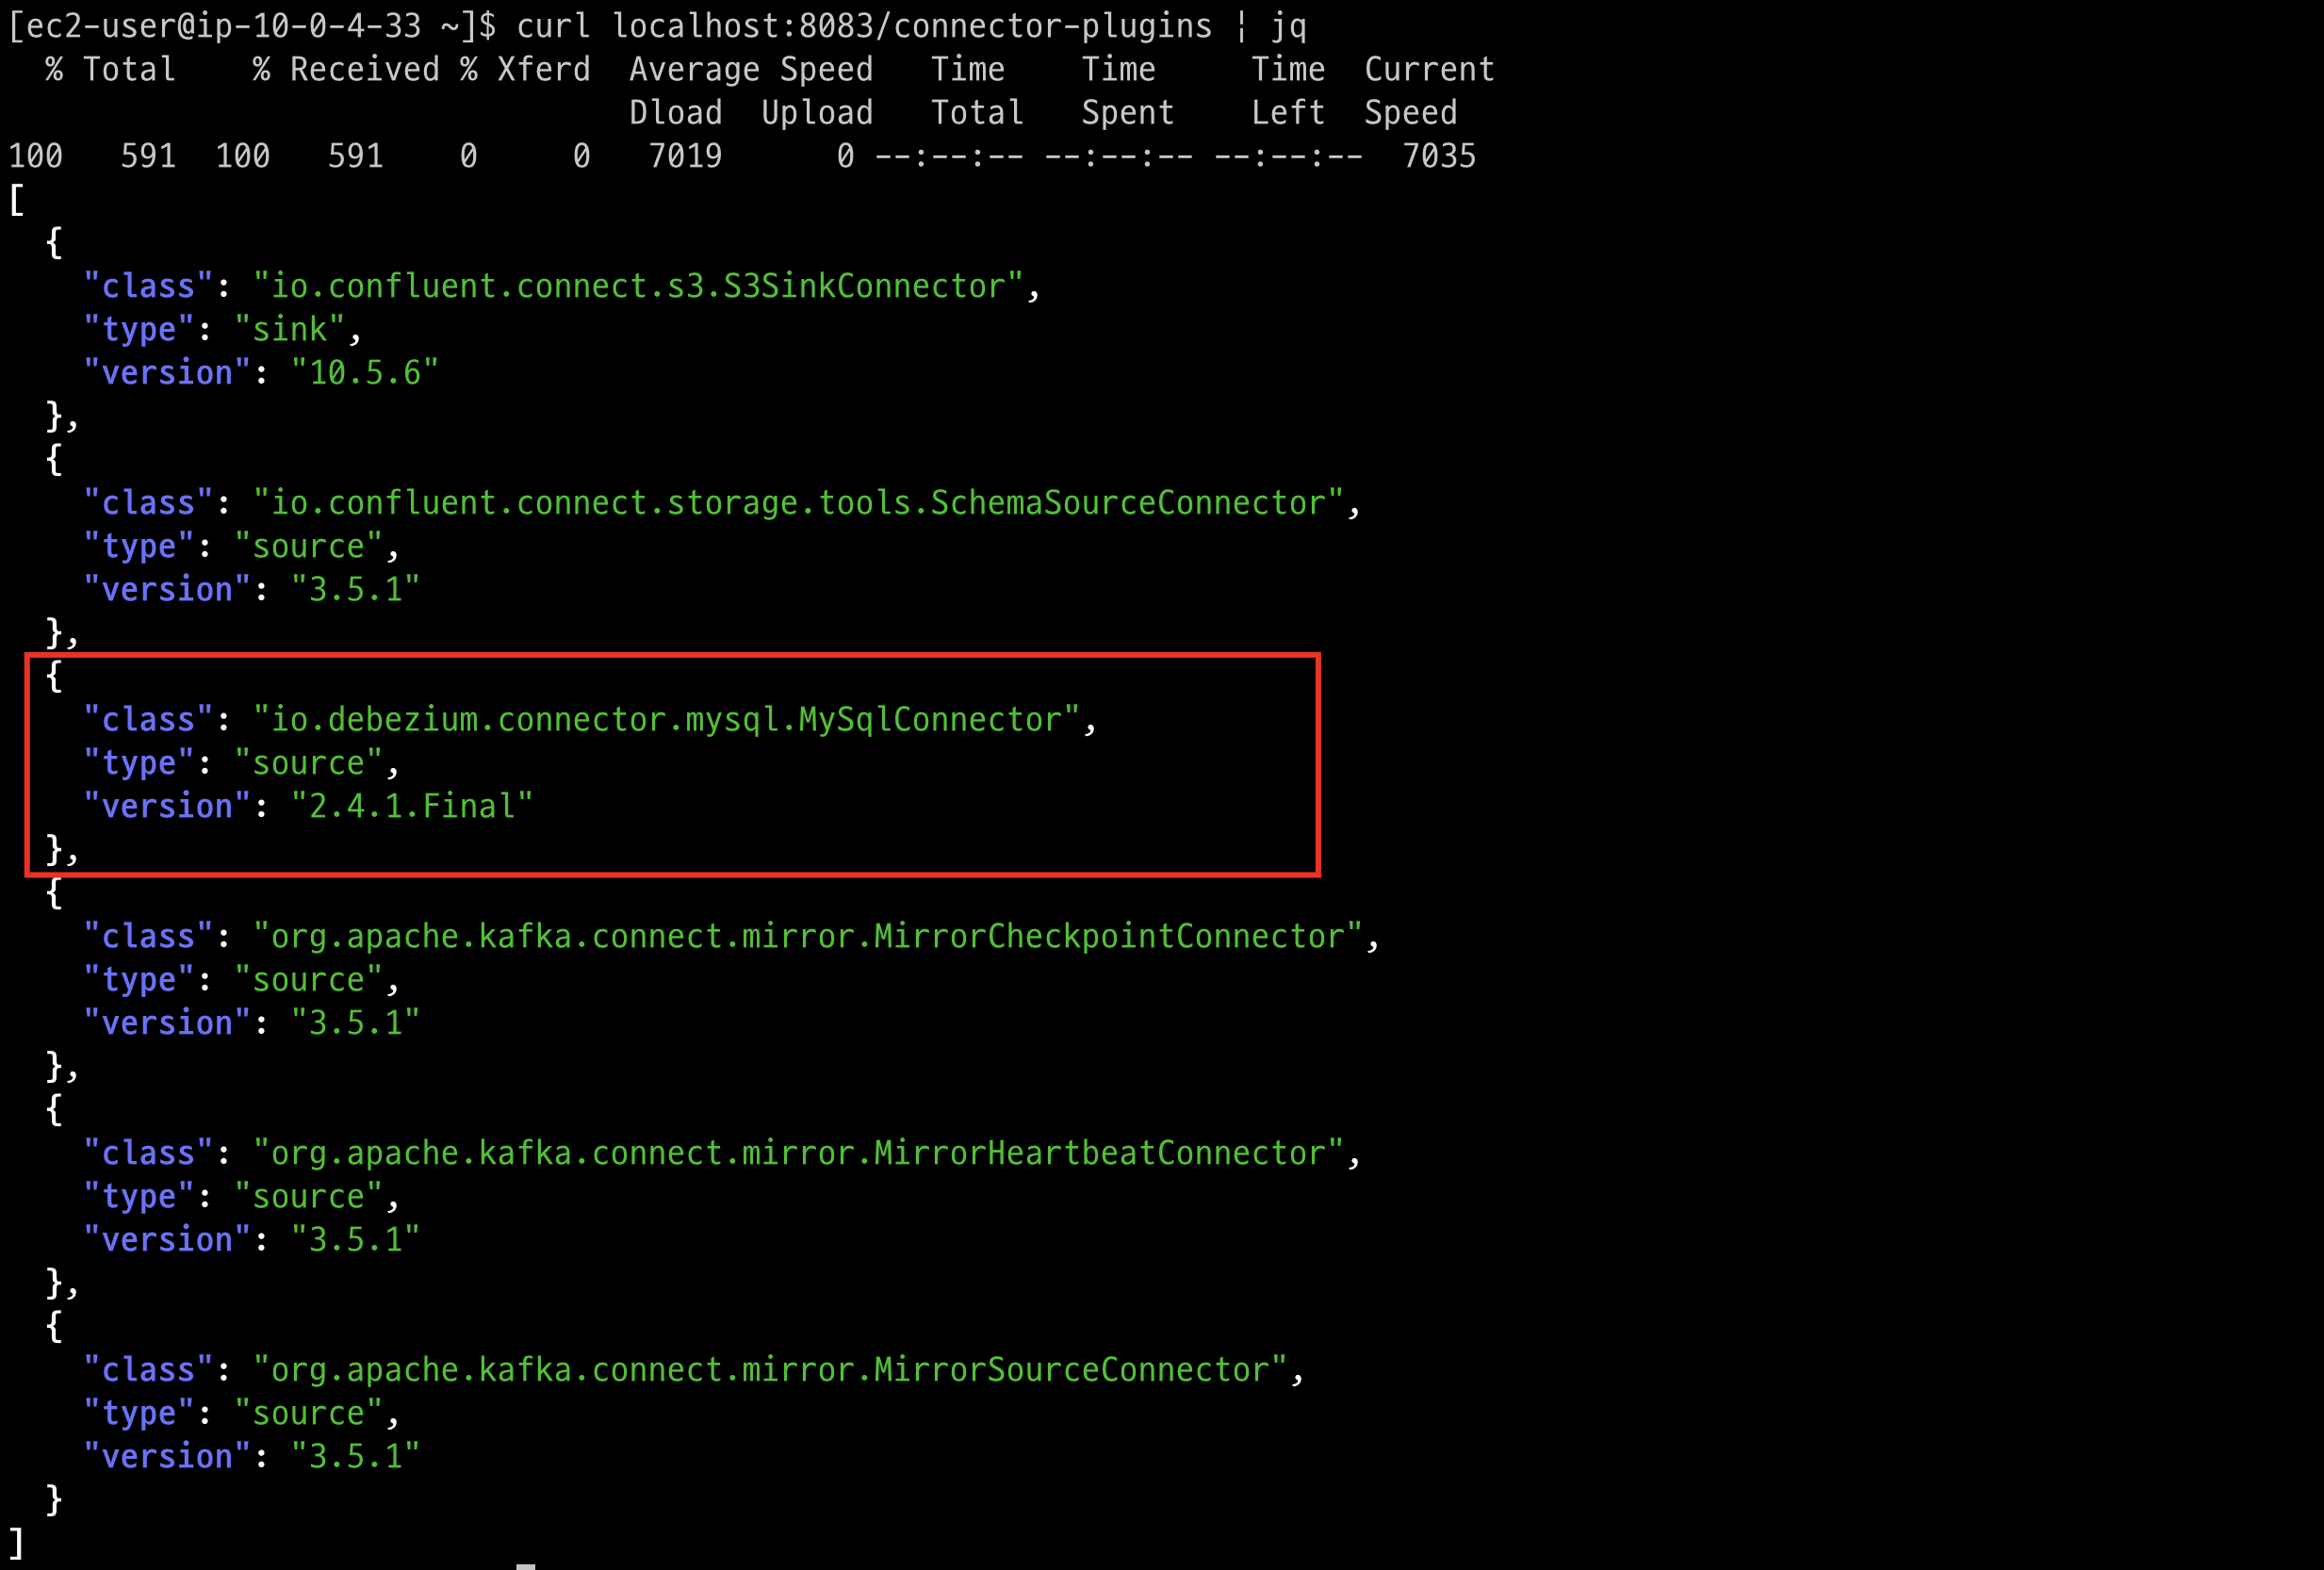 [ec2-user@ip-10-0-4-33 ~]$ curl localhost:8083/connector-plugins | jq
  % Total    % Received % Xferd  Average Speed   Time    Time     Time  Current
                                 Dload  Upload   Total   Spent    Left  Speed
100   591  100   591    0     0   7019      0 --:--:-- --:--:-- --:--:--  7035
[
  {
    "class": "io.confluent.connect.s3.S3SinkConnector",
    "type": "sink",
    "version": "10.5.6"
  },
  {
    "class": "io.confluent.connect.storage.tools.SchemaSourceConnector",
    "type": "source",
    "version": "3.5.1"
  },
  {
    "class": "io.debezium.connector.mysql.MySqlConnector",
    "type": "source",
    "version": "2.4.1.Final"
  },
  {
    "class": "org.apache.kafka.connect.mirror.MirrorCheckpointConnector",
    "type": "source",
    "version": "3.5.1"
  },
  {
    "class": "org.apache.kafka.connect.mirror.MirrorHeartbeatConnector",
    "type": "source",
    "version": "3.5.1"
  },
  {
    "class": "org.apache.kafka.connect.mirror.MirrorSourceConnector",
    "type": "source",
    "version": "3.5.1"
  }
]